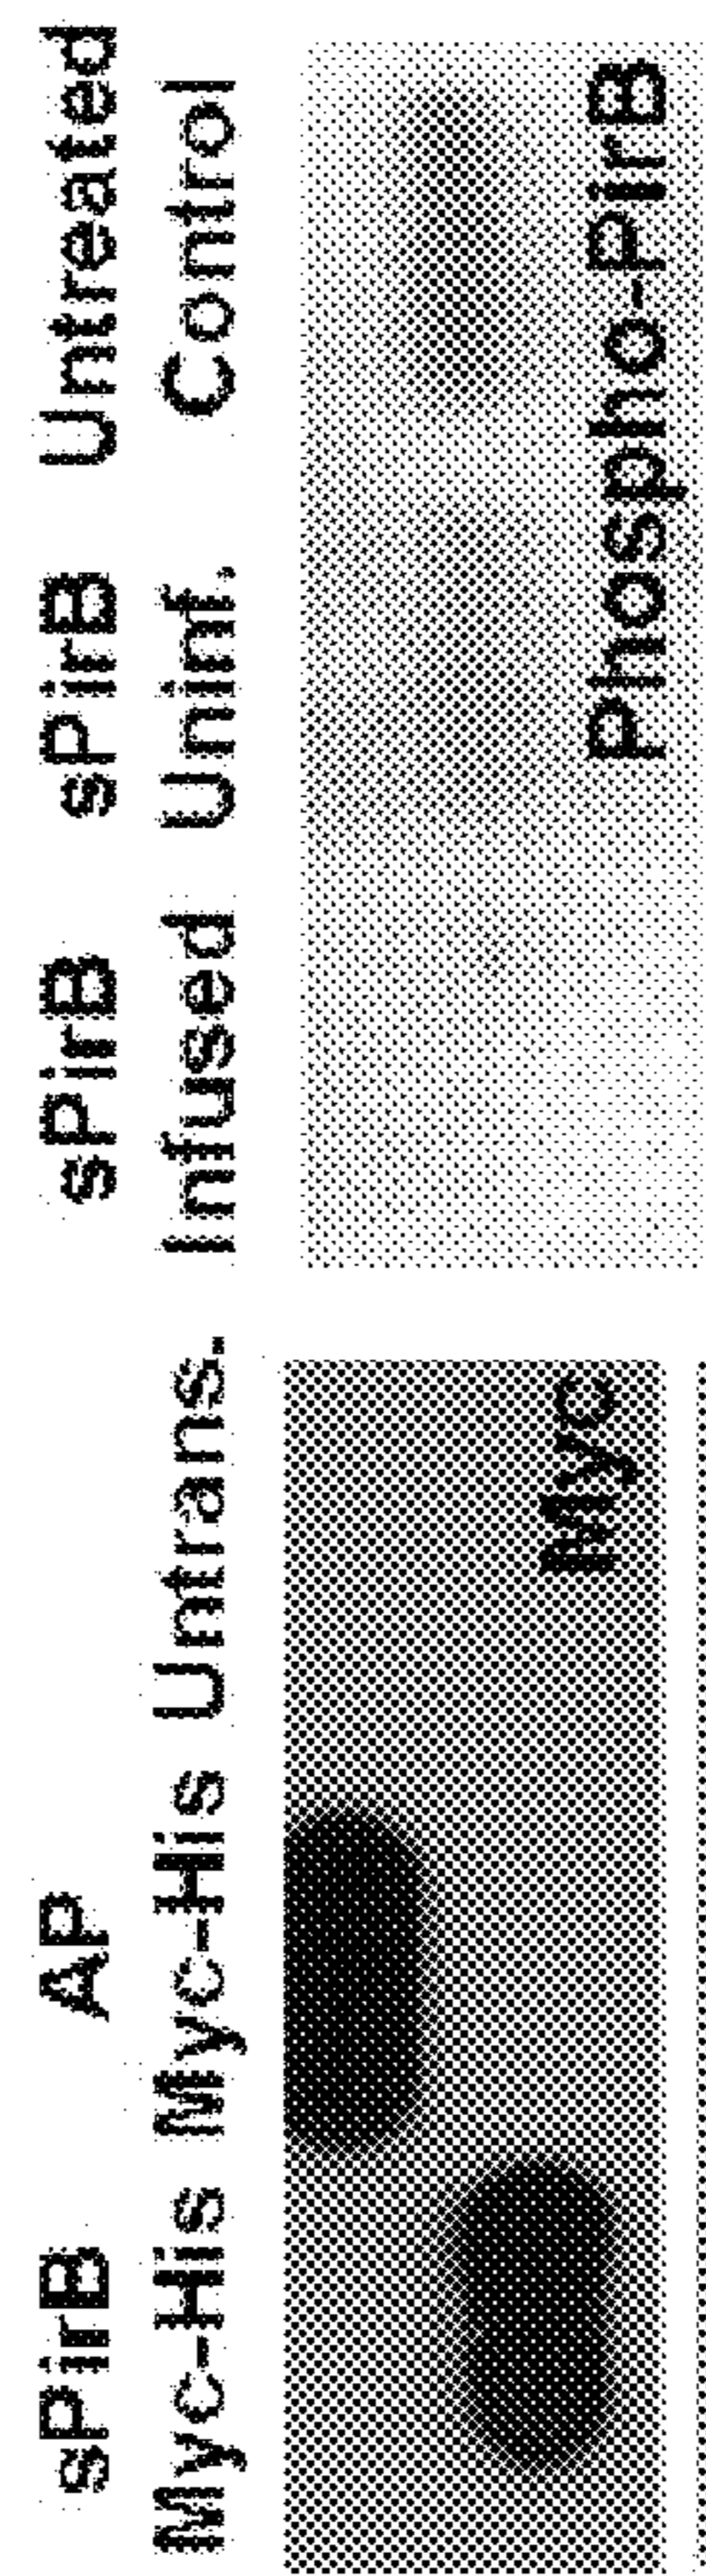 sPirB AP
Myc-His Myc-His Untrans.
Myc
sPirB sPirB Untreated
Infused Uninf. Control
Phospho-PirB